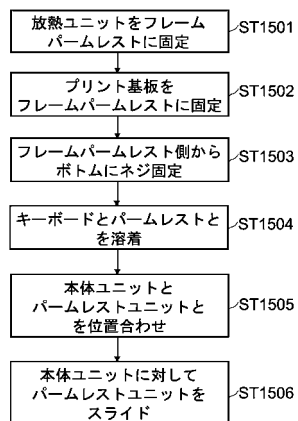 放熱ユニットをフレーム
パームレストに固定
ST1501
プリント基板を
フレームパームレストに固定
ST1502
フレームパームレスト側から
ボトムにネジ固定
ST1503
キーボードとパームレストと
を溶着
ST1504
本体ユニットと
パームレストユニットと
を位置合わせ
ST1505
本体ユニットに対して
パームレストユニットを
スライド
ST1506